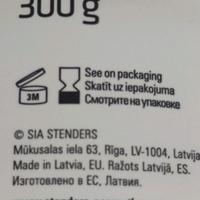 300 g
3M
See on packaging
Skatīt uz iepakojuma
Смотрите на упаковке
© SIA STENDERS
Mūkusalas iela 63, Rīga, LV-1004, Latvija
Made in Latvia, EU. Ražots Latvijā, ES.
Изготовлено в ЕС, Латвия.